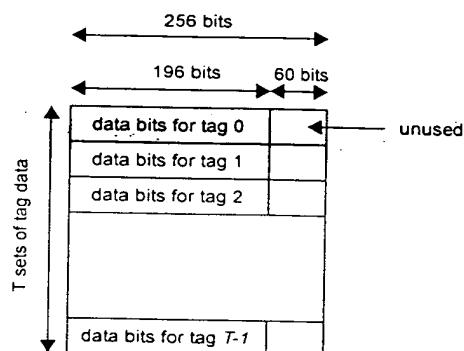 256 bits
196 bits
60 bits
data bits for tag 0
unused
data bits for tag 1
data bits for tag 2
T sets of tag data
data bits for tag T-1